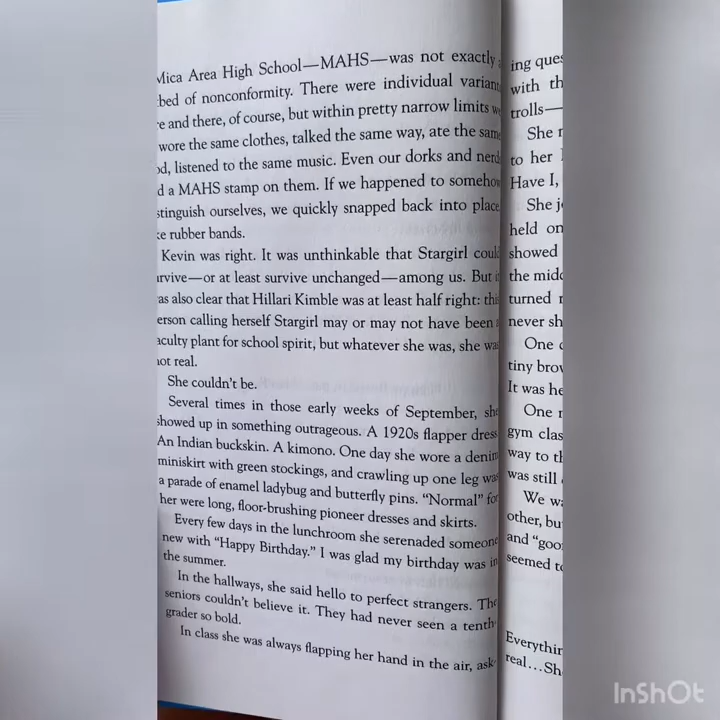 Mica Area High School—MAHS—was not exactly a
bed of nonconformity. There were individual variant
e and there, of course, but within pretty narrow limits we
wore the same clothes, talked the same way, ate the same
od, listened to the same music. Even our dorks and nerd
d a MAHS stamp on them. If we happened to somehow
stinguish ourselves, we quickly snapped back into place
ke rubber bands.
Kevin was right. It was unthinkable that Stargirl could
urvive—or at least survive unchanged—among us. But it
as also clear that Hillari Kimble was at least half right: this
erson calling herself Stargirl may or may not have been a
aculty plant for school spirit, but whatever she was, she was
not real.
She couldn't be.
Several times in those early weeks of September, she
showed up in something outrageous. A 1920s flapper dress.
An Indian buckskin. A kimono. One day she wore a denim
miniskirt with green stockings, and crawling up one leg was
a parade of enamel ladybug and butterfly pins. "Normal" for
her were long, floor-brushing pioneer dresses and skirts.
Every few days in the lunchroom she serenaded someone
new with "Happy Birthday." I was glad my birthday was in
the summer.
In the hallways, she said hello to perfect strangers. The
seniors couldn't believe it. They had never seen a tenth-
grader so bold.
In class she was always flapping her hand in the air, ask-
ing ques
with th
trolls—
She r
to her
Have I,
She j
held on
showed
the midd
turned r
never sh
One
tiny brow
It was he
One r
gym clas
way to th
was still
We wa
other, bu
and "goo
seemed to
Everythin
real...Sh
InShOt